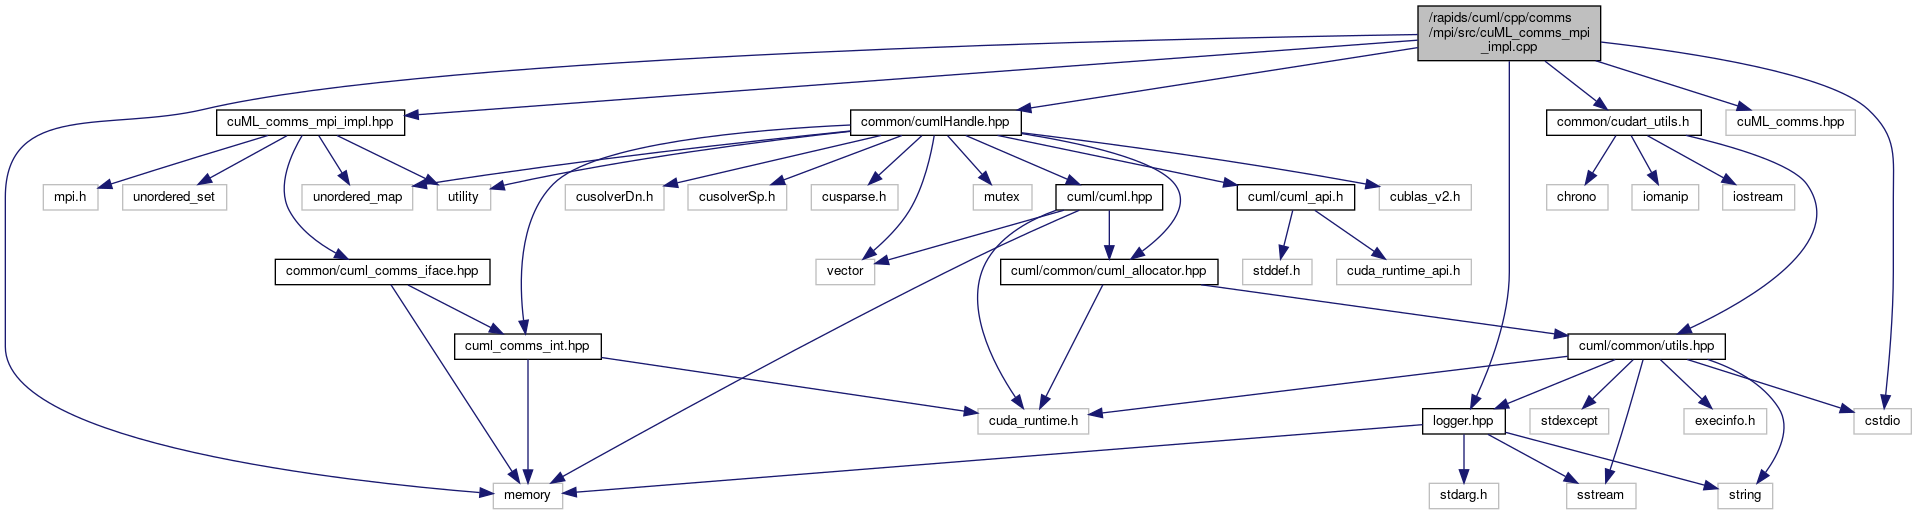 /rapids/cuml/cpp/comms
/mpi/src/cuML_comms_mpi
_impl.cpp
cuML_comms_mpi_impl.hpp
common/cumlHandle.hpp
common/cudart_utils.h
cuML_comms.hpp
mpi.h
unordered_set
unordered_map
utility
cusolverDn.h
cusolverSp.h
cusparse.h
mutex
cuml/cuml.hpp
cuml/cuml_api.h
cublas_v2.h
chrono
iomanip
iostream
common/cuml_comms_iface.hpp
vector
cuml/common/cuml_allocator.hpp
stddef.h
cuda_runtime_api.h
cuml_comms_int.hpp
cuml/common/utils.hpp
cuda_runtime.h
logger.hpp
stdexcept
execinfo.h
cstdio
memory
stdarg.h
sstream
string